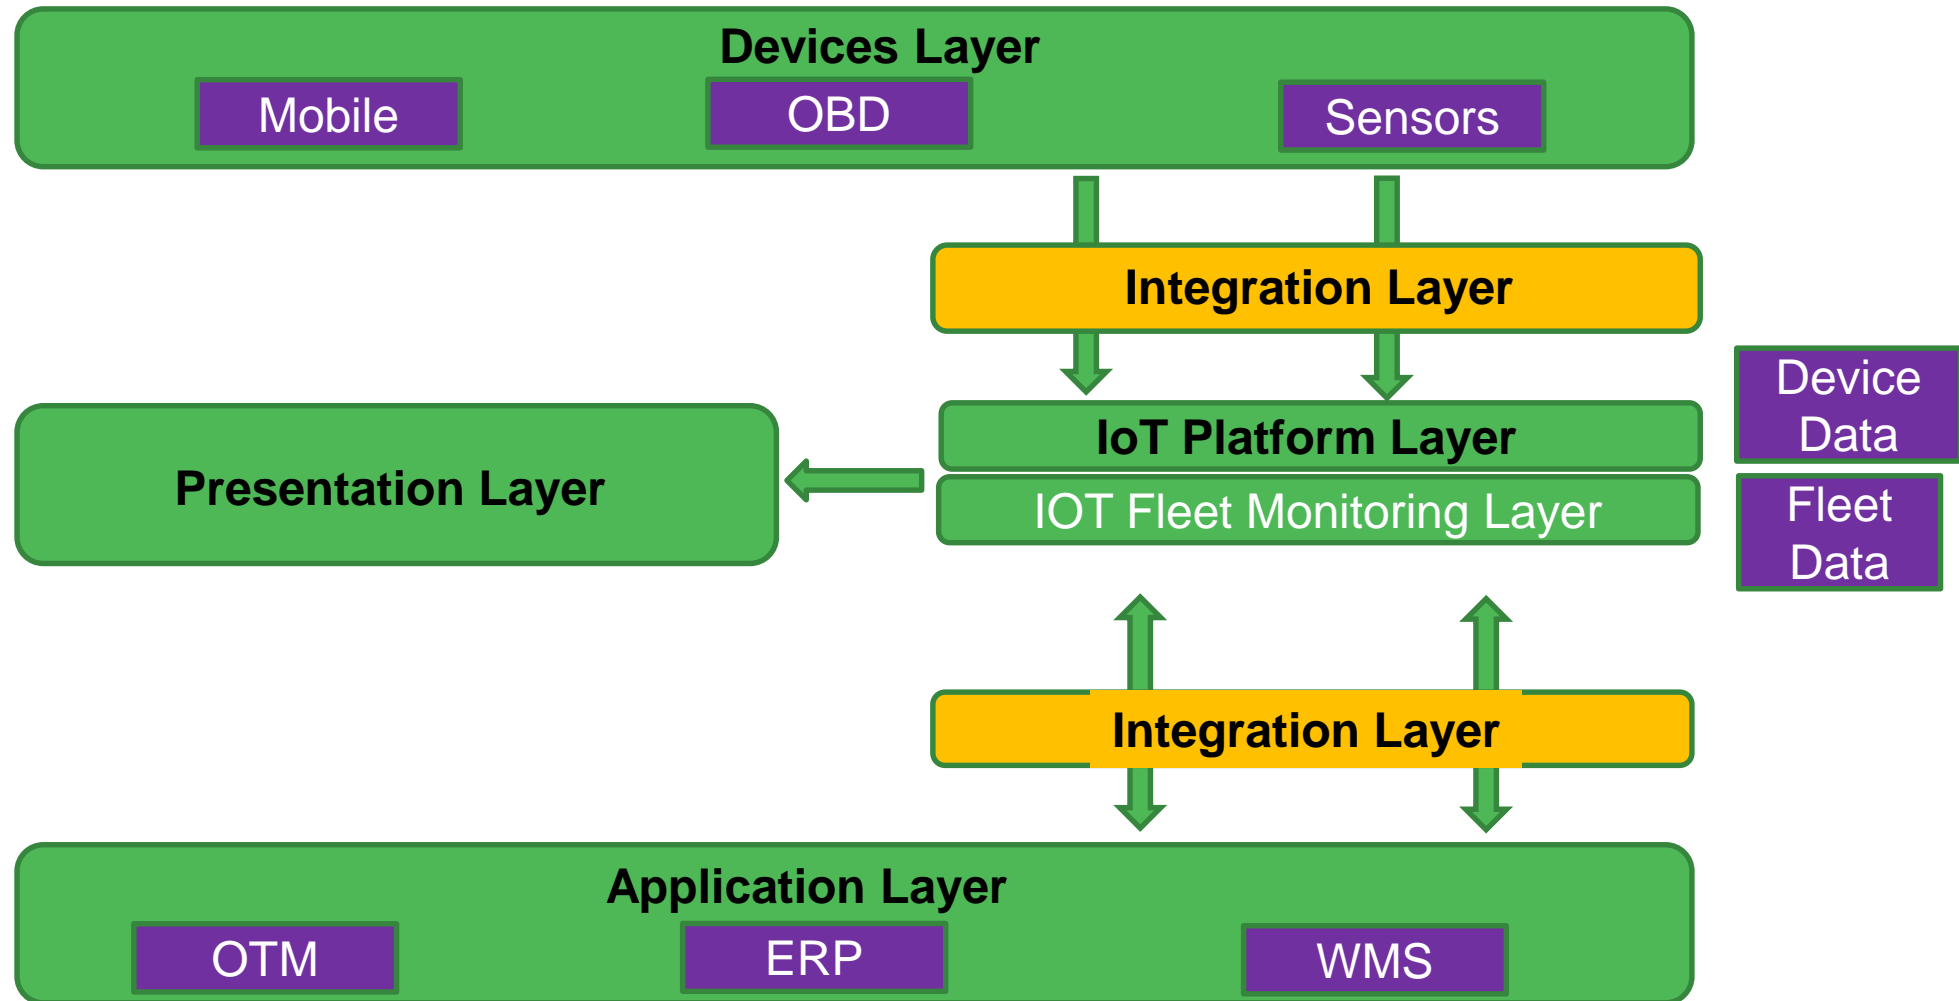 Devices Layer
Mobile
OBD
Sensors
Integration Layer
Device
Data
IoT Platform Layer
Presentation Layer
IOT Fleet Monitoring Layer
Fleet
Data
Integration Layer
Application Layer
OTM
ERP
WMS